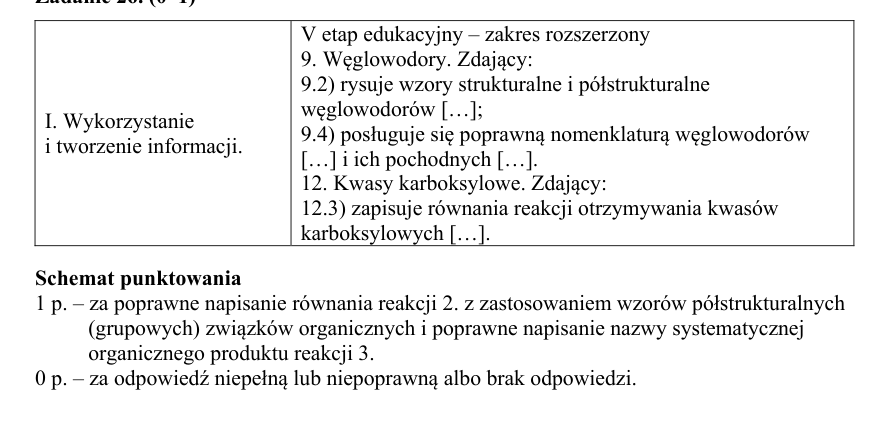 Zadanie 26. (0–1)
V etap edukacyjny – zakres rozszerzony
9. Węglowodory. Zdający:
9.2) rysuje wzory strukturalne i półstrukturalne
węglowodorów […];
I. Wykorzystanie
i tworzenie informacji.
9.4) posługuje się poprawną nomenklaturą węglowodorów
[…] i ich pochodnych […].
12. Kwasy karboksylowe. Zdający:
12.3) zapisuje równania reakcji otrzymywania kwasów
karboksylowych […].
Schemat punktowania
1 p. – za poprawne napisanie równania reakcji 2. z zastosowaniem wzorów półstrukturalnych
(grupowych) związków organicznych i poprawne napisanie nazwy systematycznej
organicznego produktu reakcji 3.
0 p. – za odpowiedź niepełną lub niepoprawną albo brak odpowiedzi.